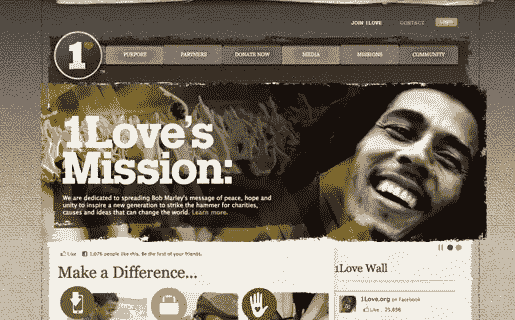 JOIN 1LOVE CONTACT Login
1
PURPOSE PARTNERS DONATE NOW MEDIA MISSIONS COMMUNITY
1Love's
Mission:
We are dedicated to spreading Bob Marley's message of peace, hope and
unity to inspire a new generation to strike the hammer for charities,
causes and ideas that can change the world. Learn more.
Like 5,076 people like this. Be the first of your friends.
Make a Difference...
1Love Wall
1Love.org on Facebook
Like 25,656